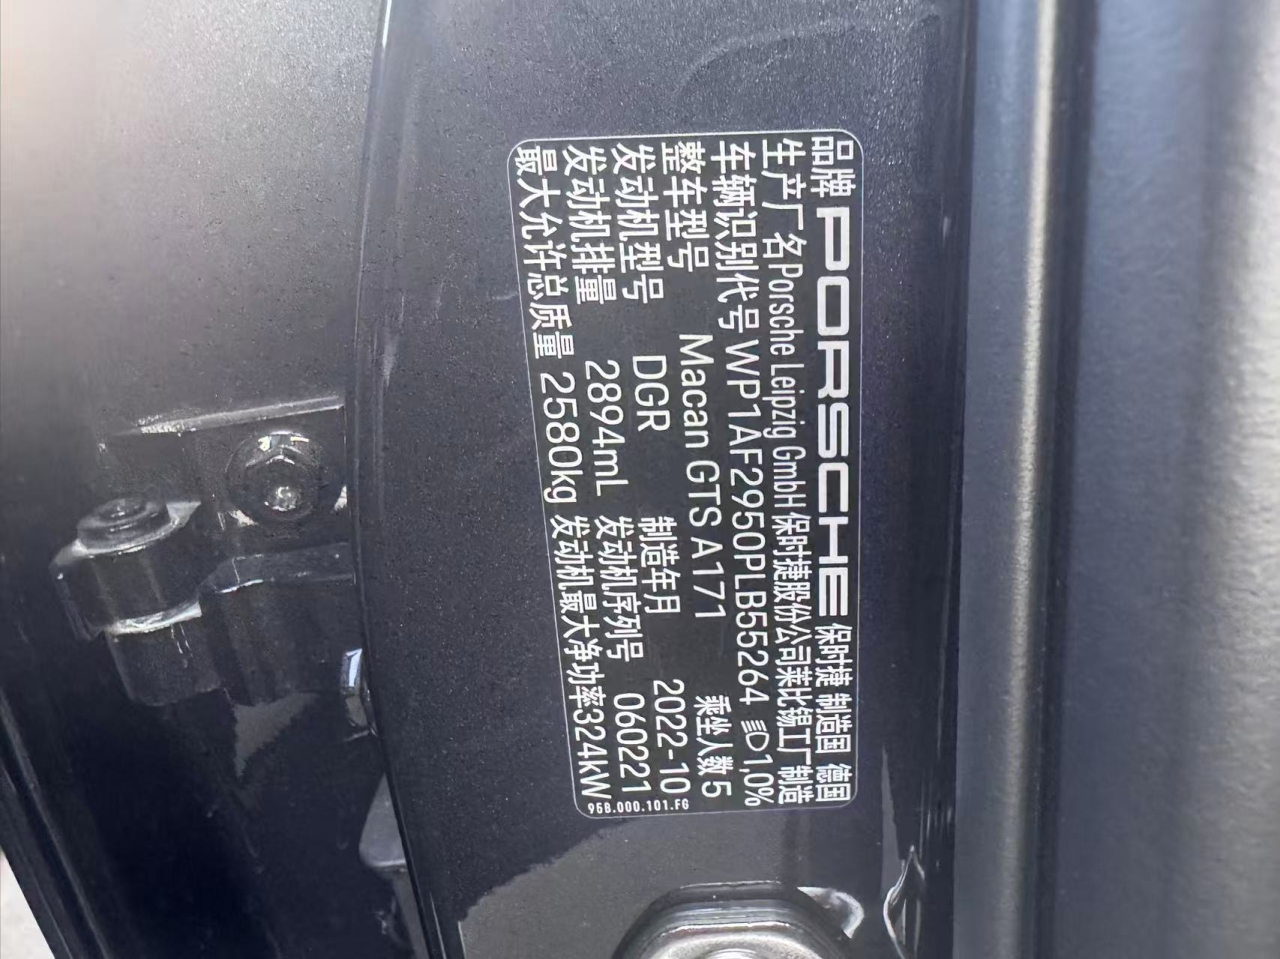 品牌 PORSCHE 保时捷 制造国 德国
生产厂名Porsche Leipzig GmbH 保时捷股份公司莱比锡工厂制造
车辆识别代号 WP1AF2950PLB55264 1,0%
整车型号 Macan GTS A171 乘坐人数 5
发动机型号 DGR 制造年月 2022-10
发动机排量 2894mL 发动机序列号 060221
最大允许总质量 2580kg 发动机最大净功率324kW
95B.000.101.FG